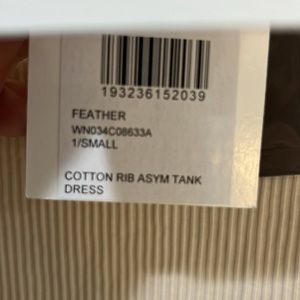 193236152039
FEATHER
WN034C08633A
1/SMALL
COTTON RIB ASYM TANK
DRESS